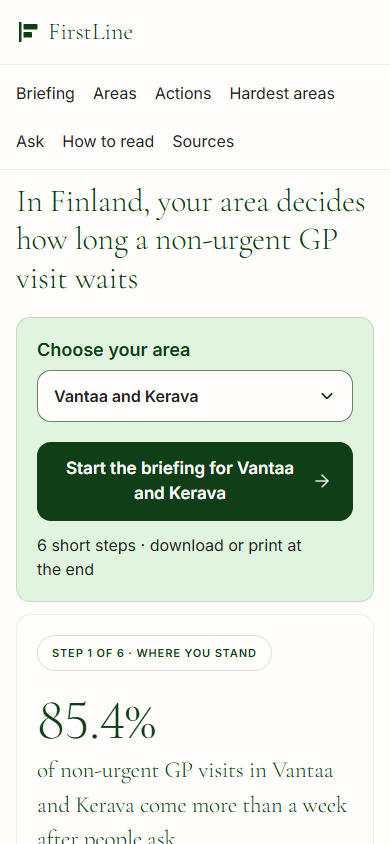 FirstLine
Briefing Areas Actions Hardest areas
Ask How to read Sources
In Finland, your area decides
how long a non-urgent GP
visit waits
Choose your area
Vantaa and Kerava
Start the briefing for Vantaa
and Kerava
6 short steps · download or print at
the end
STEP 1 OF 6 · WHERE YOU STAND
85.4%
of non-urgent GP visits in Vantaa
and Kerava come more than a week
after people ask